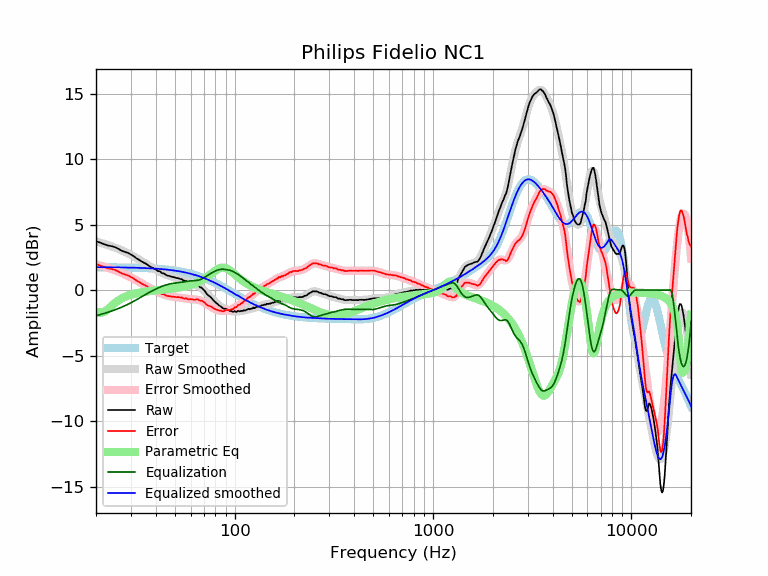 Philips Fidelio NC1
Amplitude (dBr)
15
10
5
0
−5
−10
−15
Target
Raw Smoothed
Error Smoothed
Raw
Error
Parametric Eq
Equalization
Equalized smoothed
100
1000
10000
Frequency (Hz)